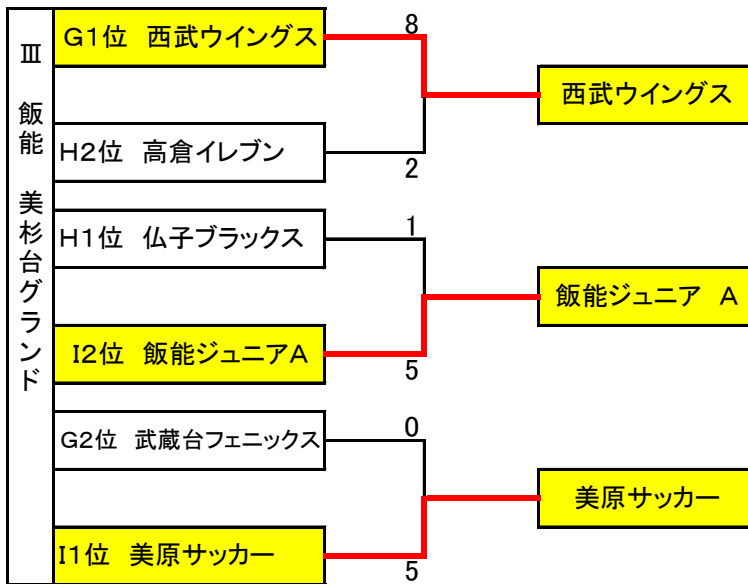 Ⅲ　飯能　美杉台グランド
G1位　西武ウイングス
8
西武ウイングス
H2位　高倉イレブン
2
H1位　仏子ブラックス
1
飯能ジュニア　A
I2位　飯能ジュニアA
5
G2位　武蔵台フェニックス
0
美原サッカー
I1位　美原サッカー
5